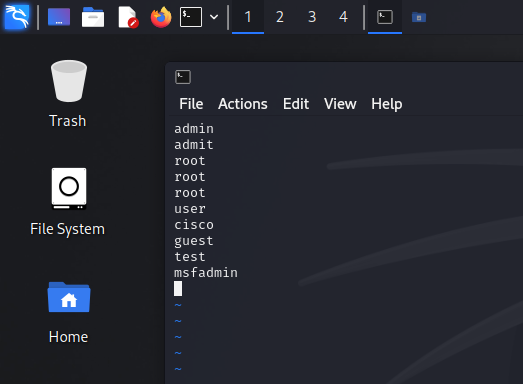 1 2 3 4
Trash
File System
Home
File Actions Edit View Help
admin
admit
root
root
root
user
cisco
guest
test
msfadmin
~
~
~
~
~